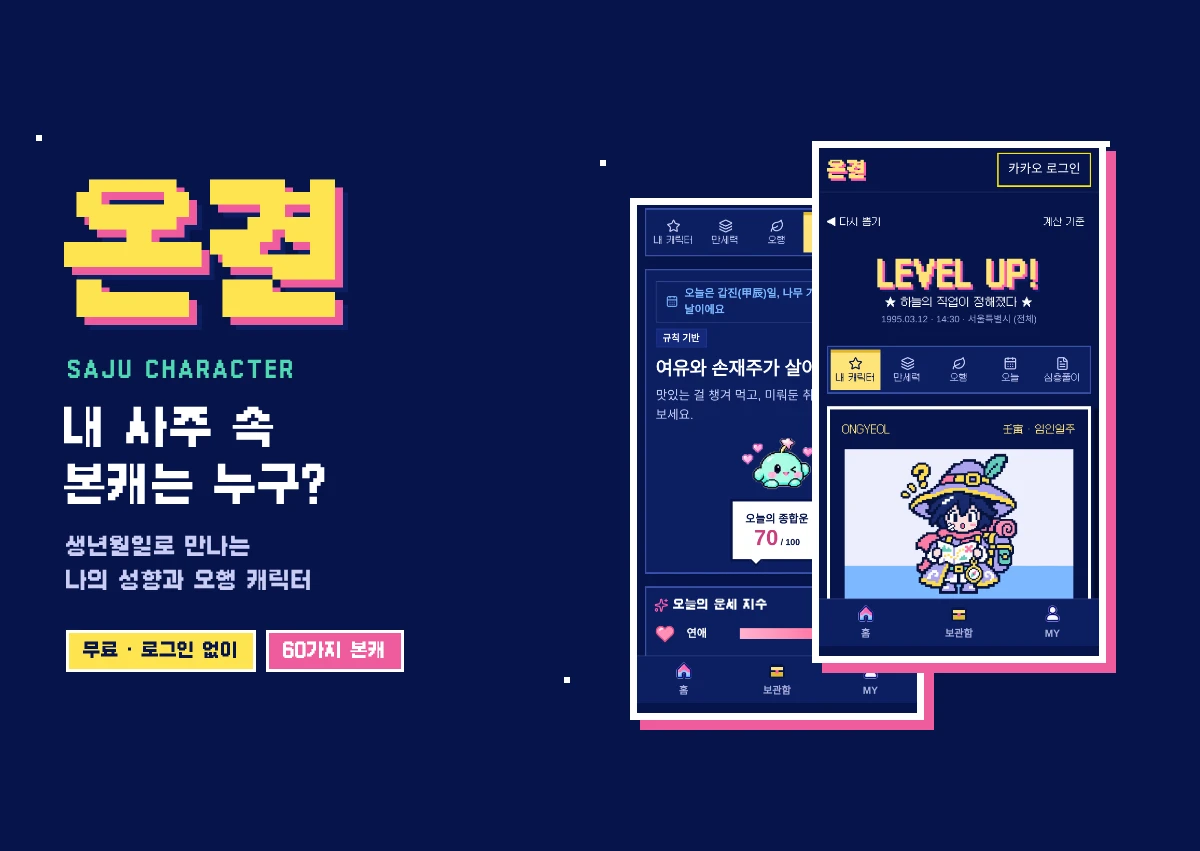 온결
SAJU CHARACTER
내 사주 속
본캐는 누구?
생년월일로 만나는
나의 성향과 오행 캐릭터
무료 · 로그인 없이
60가지 본캐
내 캐릭터
만세력
오행
오늘은 갑진(甲辰)일, 나무
날이에요
규칙 기반
여유와 손재주가
맛있는 걸 챙겨 먹고, 미뤄둔
보세요.
오늘의 종합운
70 / 100
오늘의 운세 지수
연애
홈
보관함
MY
온결
카카오 로그인
◀ 다시 뽑기
계산 기준
LEVEL UP!
★ 하늘의 직업이 정해졌다 ★
1995.03.12 · 14:30 · 서울특별시 (전체)
내 캐릭터
만세력
오행
오늘
심층풀이
ONGYEOL
壬寅 · 임인일주
홈
보관함
MY